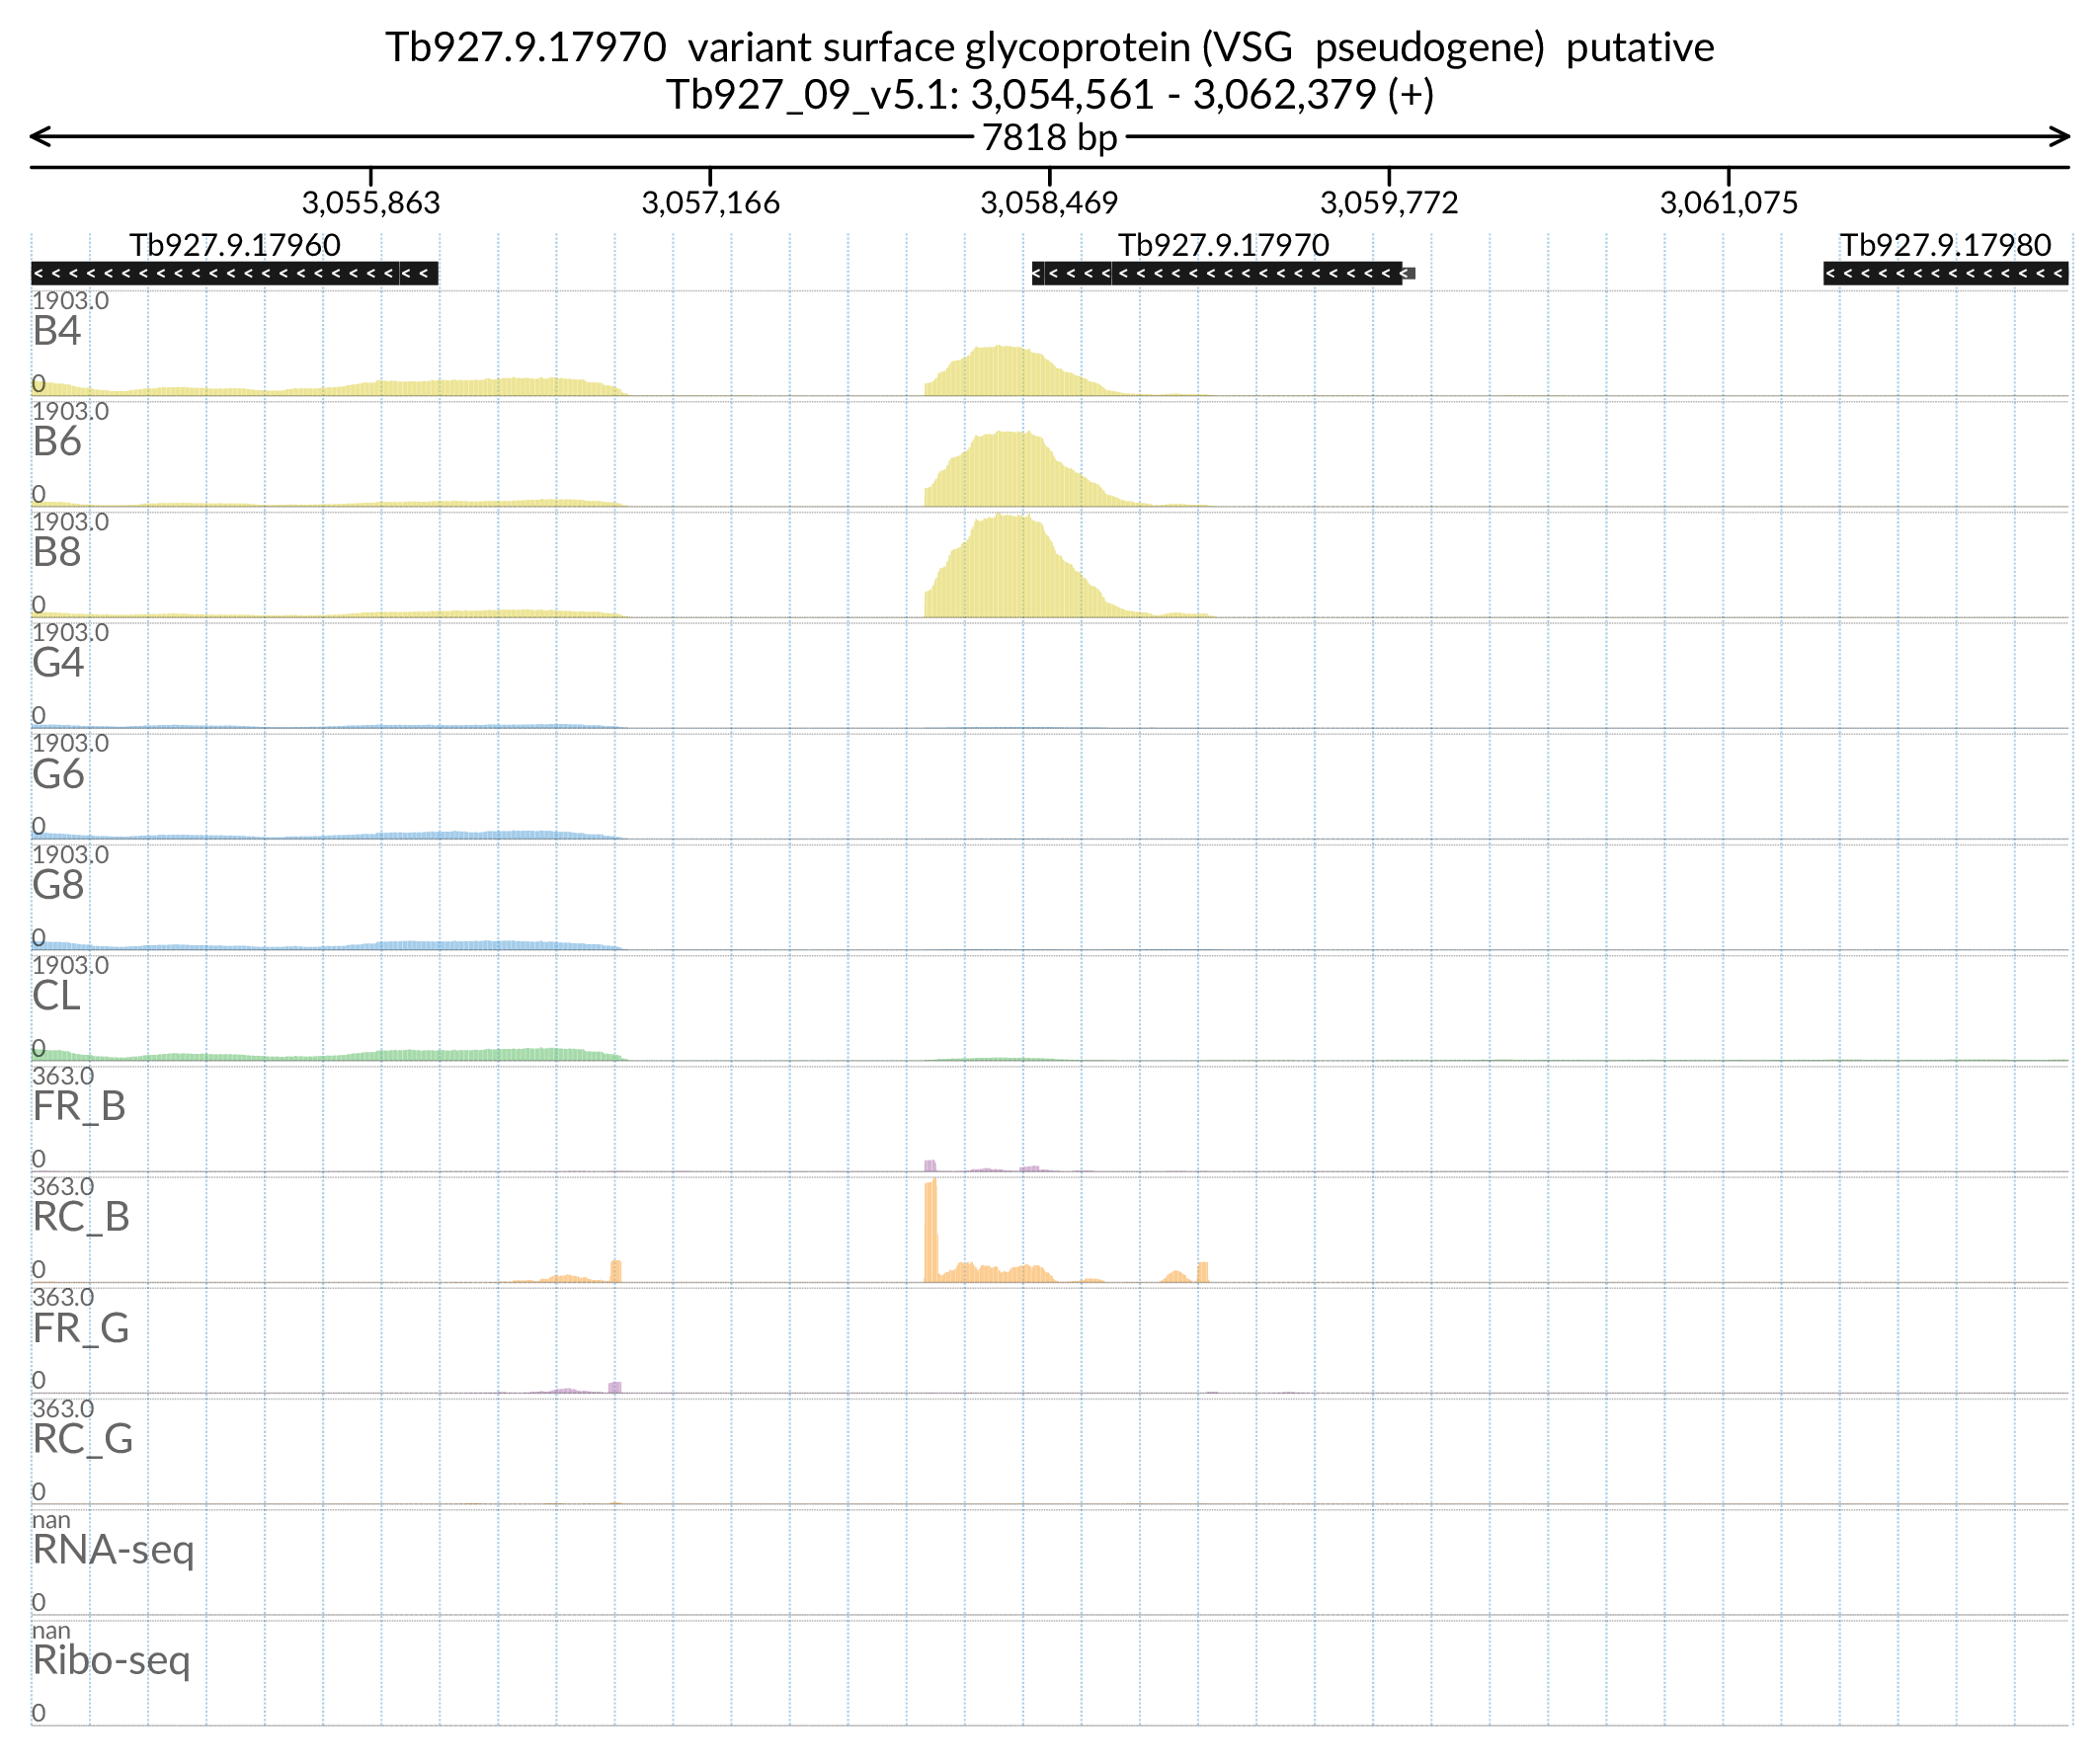 Tb927.9.17970  variant surface glycoprotein (VSG  pseudogene)  putative
Tb927_09_v5.1: 3,054,561 - 3,062,379 (+)
7818 bp
3,055,863 3,057,166 3,058,469 3,059,772 3,061,075
Tb927.9.17960 Tb927.9.17970 Tb927.9.17980
1903.0
B4
0
1903.0
B6
0
1903.0
B8
0
1903.0
G4
0
1903.0
G6
0
1903.0
G8
0
1903.0
CL
0
363.0
FR_B
0
363.0
RC_B
0
363.0
FR_G
0
363.0
RC_G
0
nan
RNA-seq
0
nan
Ribo-seq
0